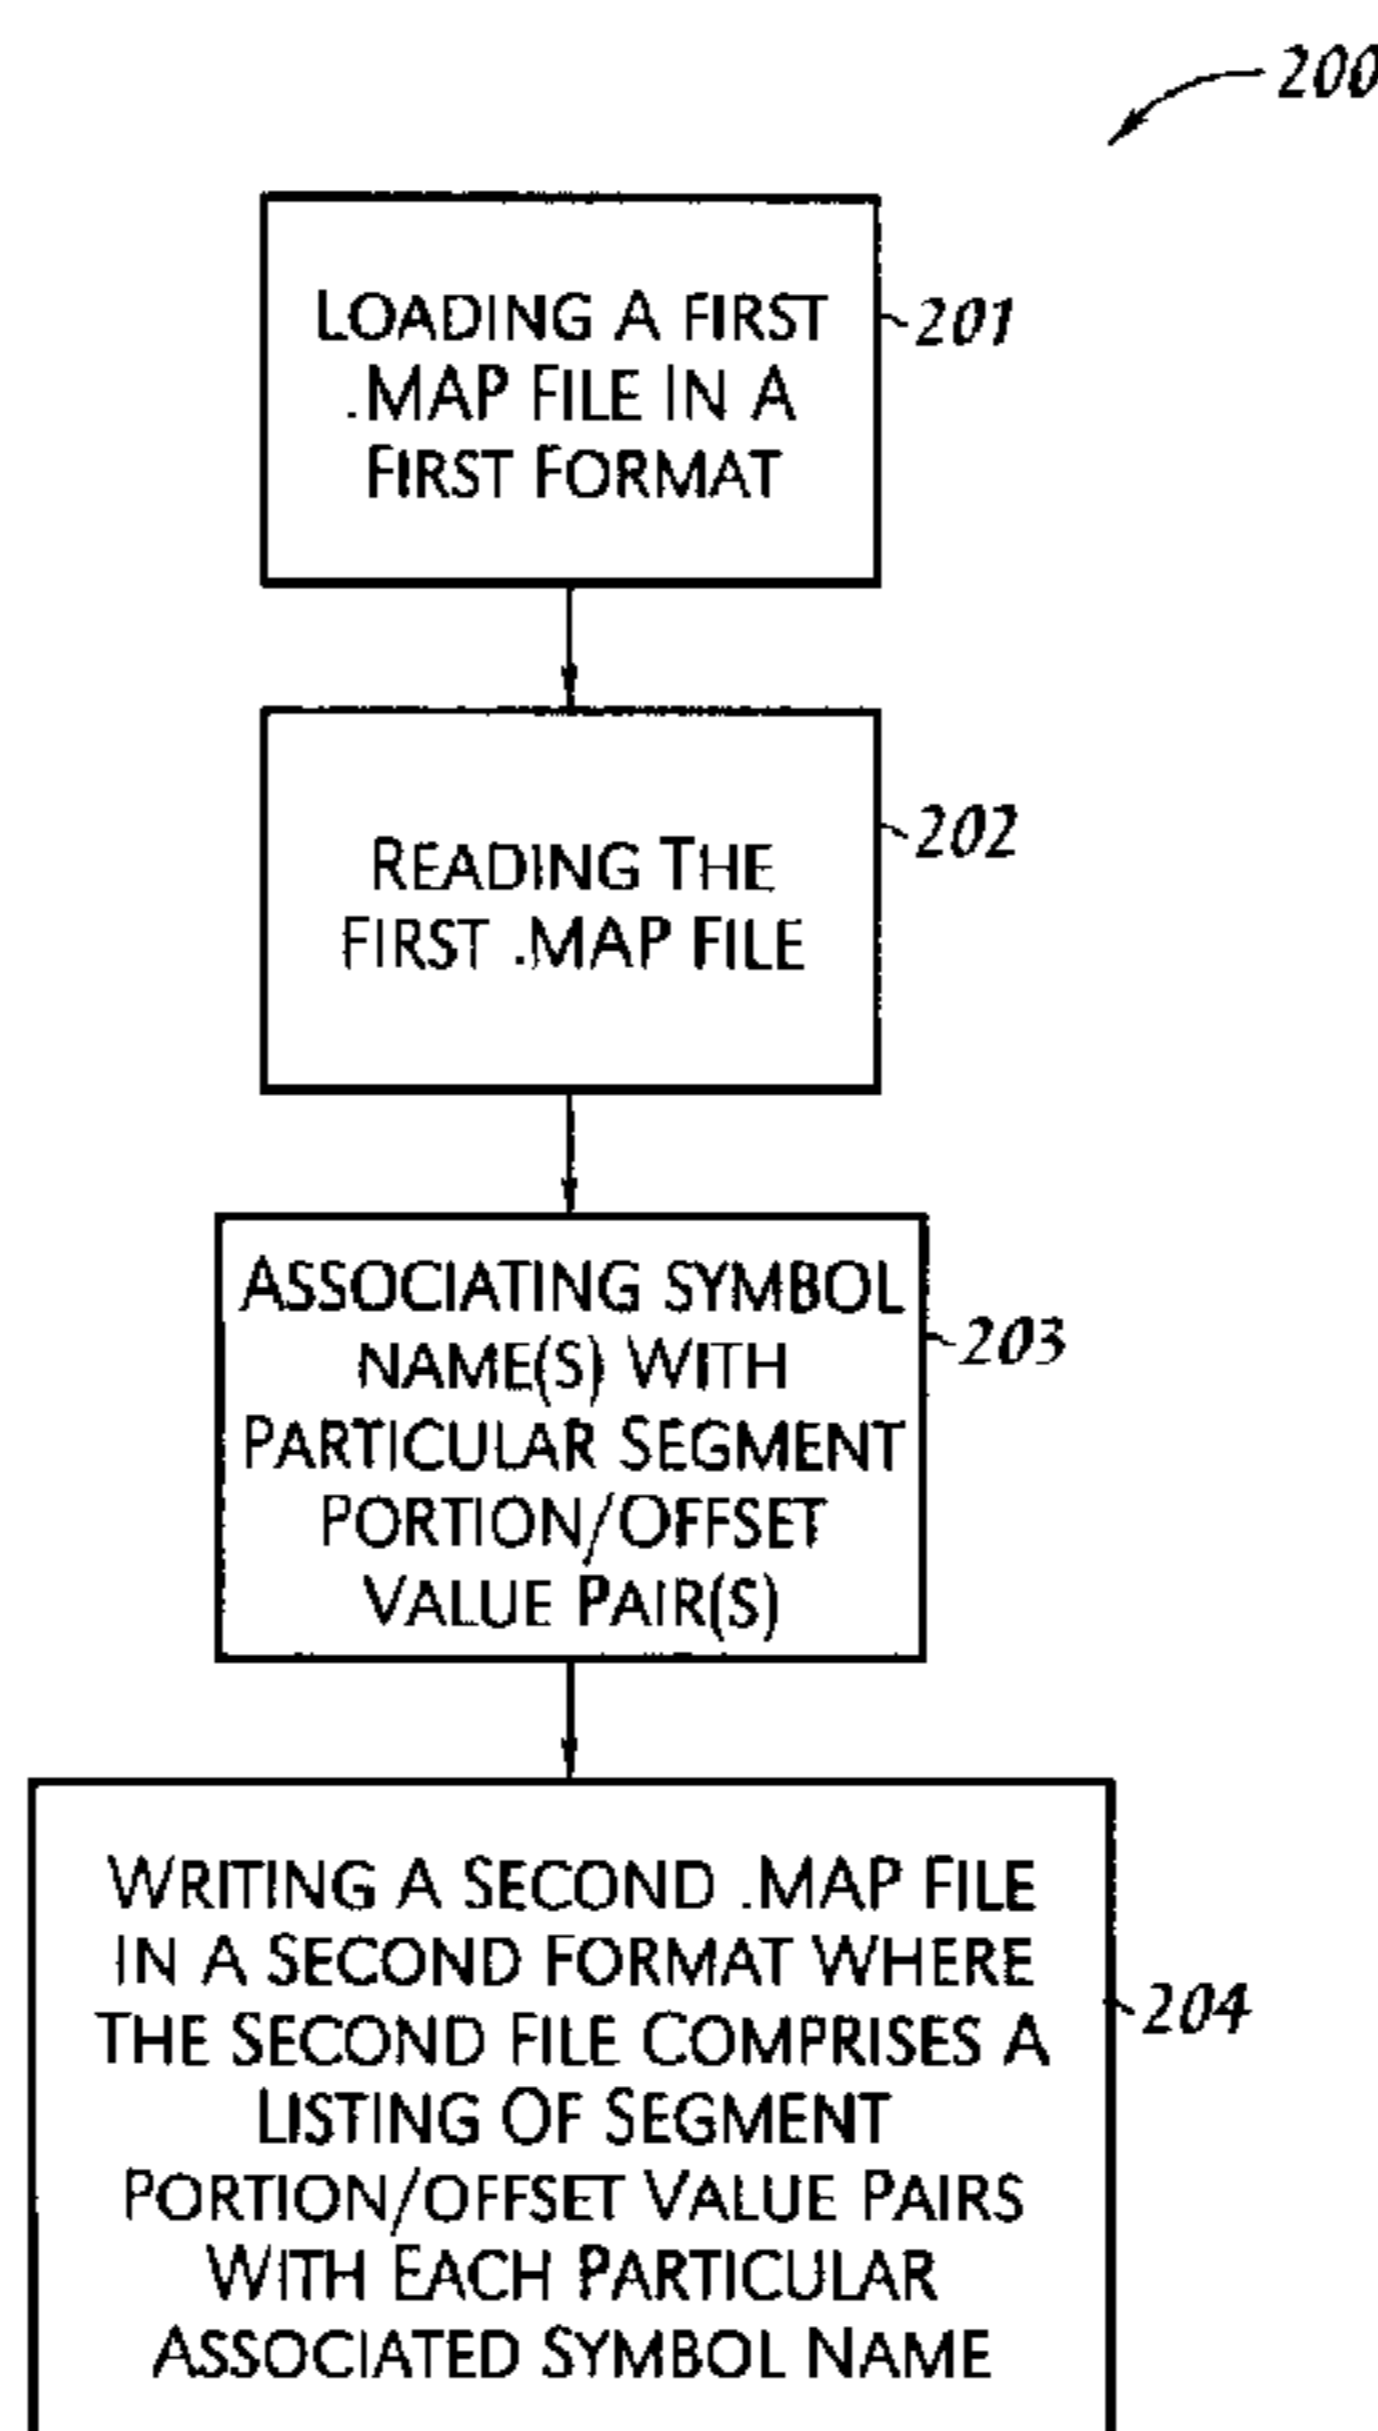 200
LOADING A FIRST
.MAP FILE IN A
FIRST FORMAT
201
READING THE
FIRST .MAP FILE
202
ASSOCIATING SYMBOL
NAME(S) WITH
PARTICULAR SEGMENT
PORTION/OFFSET
VALUE PAIR(S)
203
WRITING A SECOND .MAP FILE
IN A SECOND FORMAT WHERE
THE SECOND FILE COMPRISES A
LISTING OF SEGMENT
PORTION/OFFSET VALUE PAIRS
WITH EACH PARTICULAR
ASSOCIATED SYMBOL NAME
204